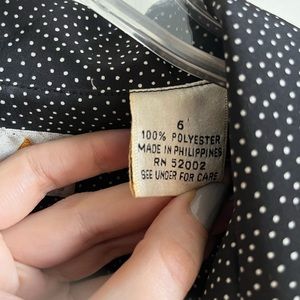 6
100% POLYESTER
MADE IN PHILIPPINES
RN 52002
SEE UNDER FOR CARE